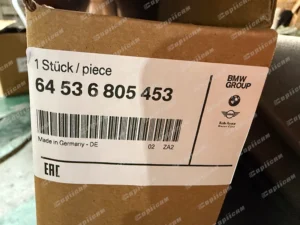 1 Stück / piece
64 53 6 805 453
BMW
GROUP
Made in Germany - DE 02 ZA2
EAC